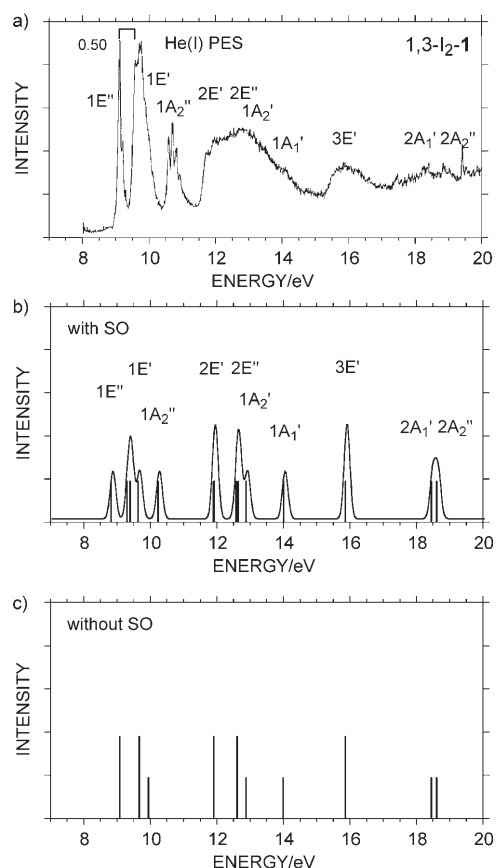 a)
0.50
He(I) PES
1,3-I₂-1
1E"
1E'
1A₂"
2E'
2E"
1A₂'
1A₁'
3E'
2A₁'
2A₂"
INTENSITY
8
10
12
14
16
18
20
ENERGY/eV
b)
with SO
1E"
1E'
1A₂"
2E'
2E"
1A₂'
1A₁'
3E'
2A₁'
2A₂"
INTENSITY
8
10
12
14
16
18
20
ENERGY/eV
c)
without SO
INTENSITY
8
10
12
14
16
18
20
ENERGY/eV